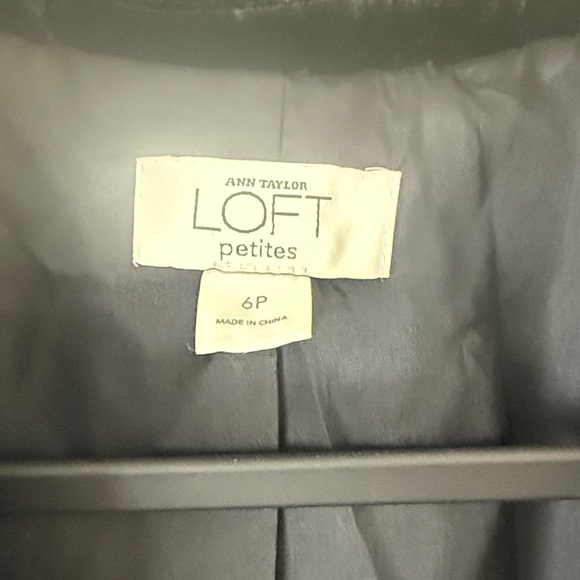 ANN TAYLOR
LOFT
petites
6P
MADE IN CHINA